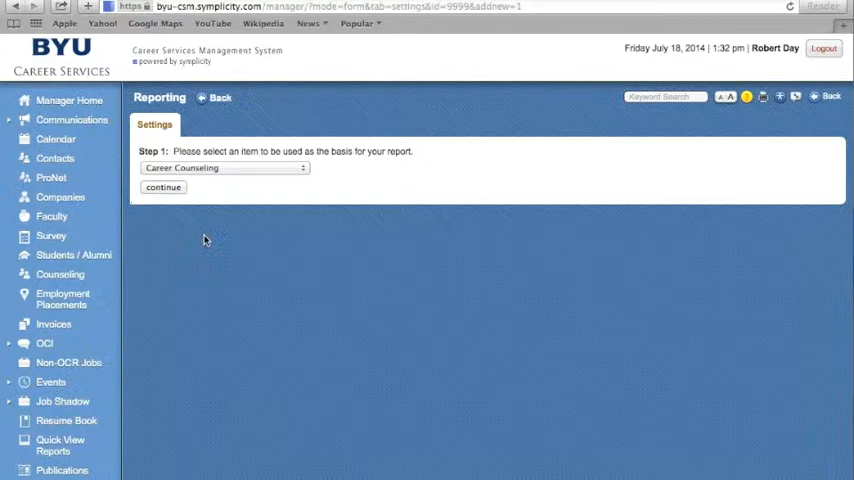 https byu-csm.symplicity.com/manager/?mode=form&tab=settings&id=9999&addnew=1
Reader
Apple Yahoo! Google Maps YouTube Wikipedia News Popular
BYU
CAREER SERVICES
Career Services Management System
powered by symplicity
Friday July 18, 2014 | 1:32 pm | Robert Day
Logout
Reporting Back
Keyword Search
A A
?
Back
Settings
Step 1: Please select an item to be used as the basis for your report.
Career Counseling
continue
Manager Home
Communications
Calendar
Contacts
ProNet
Companies
Faculty
Survey
Students / Alumni
Counseling
Employment
Placements
Invoices
OCI
Non-OCR Jobs
Events
Job Shadow
Resume Book
Quick View
Reports
Publications